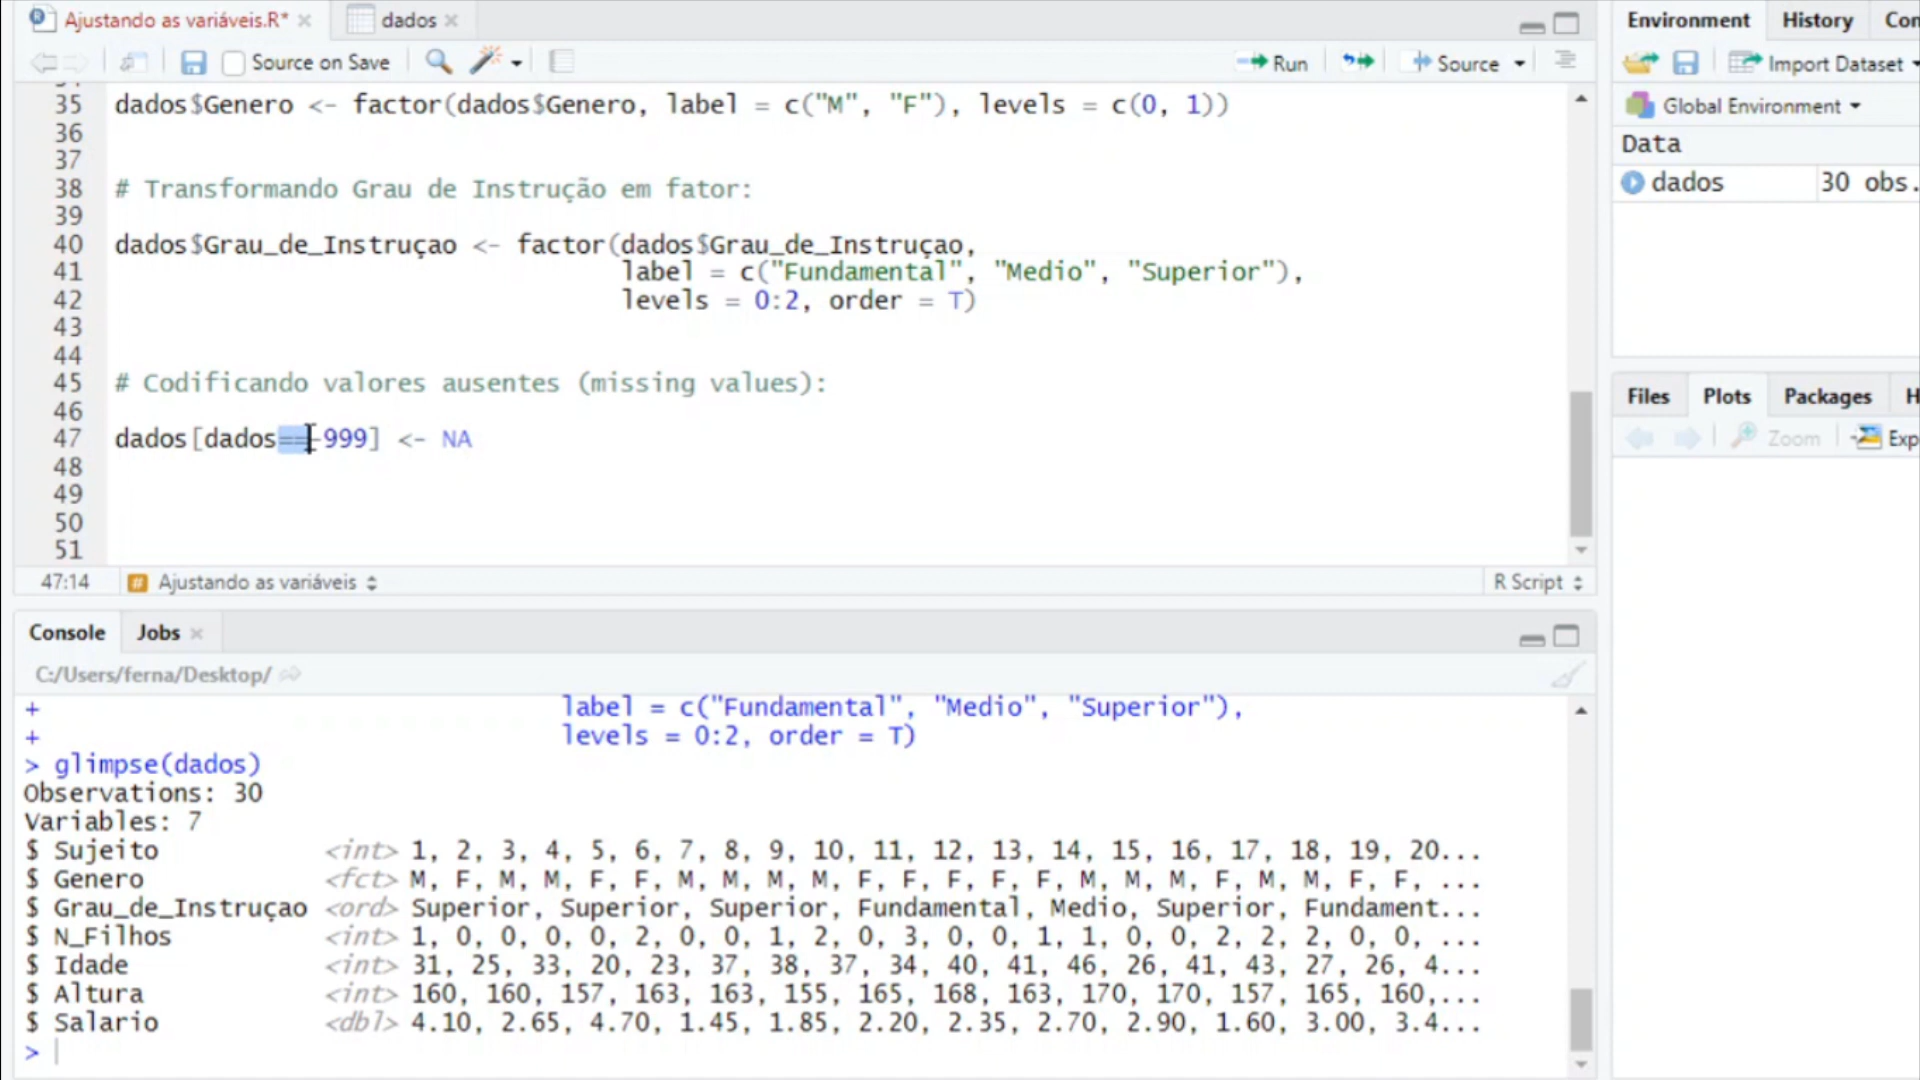 Ajustando as variáveis.R* × dados ×
Source on Save Run Source
35 dados$Genero <- factor(dados$Genero, label = c("M", "F"), levels = c(0, 1))
36
37
38 # Transformando Grau de Instrução em fator:
39
40 dados$Grau_de_Instruçao <- factor(dados$Grau_de_Instruçao,
41 label = c("Fundamental", "Medio", "Superior"),
42 levels = 0:2, order = T)
43
44
45 # Codificando valores ausentes (missing values):
46
47 dados[dados==-999] <- NA
48
49
50
51
47:14 # Ajustando as variáveis R Script
Console Jobs ×
C:/Users/ferna/Desktop/
+ label = c("Fundamental", "Medio", "Superior"),
+ levels = 0:2, order = T)
> glimpse(dados)
Observations: 30
Variables: 7
$ Sujeito <int> 1, 2, 3, 4, 5, 6, 7, 8, 9, 10, 11, 12, 13, 14, 15, 16, 17, 18, 19, 20...
$ Genero <fct> M, F, M, M, F, F, M, M, M, M, F, F, F, F, F, M, M, M, F, M, M, F, F, ...
$ Grau_de_Instruçao <ord> Superior, Superior, Superior, Fundamental, Medio, Superior, Fundament...
$ N_Filhos <int> 1, 0, 0, 0, 0, 2, 0, 0, 1, 2, 0, 3, 0, 0, 1, 1, 0, 0, 2, 2, 2, 0, 0, ...
$ Idade <int> 31, 25, 33, 20, 23, 37, 38, 37, 34, 40, 41, 46, 26, 41, 43, 27, 26, 4...
$ Altura <int> 160, 160, 157, 163, 163, 155, 165, 168, 163, 170, 170, 157, 165, 160,...
$ Salario <dbl> 4.10, 2.65, 4.70, 1.45, 1.85, 2.20, 2.35, 2.70, 2.90, 1.60, 3.00, 3.4...
>
Environment History Con
Import Dataset
Global Environment
Data
dados 30 obs.
Files Plots Packages H
Zoom Exp